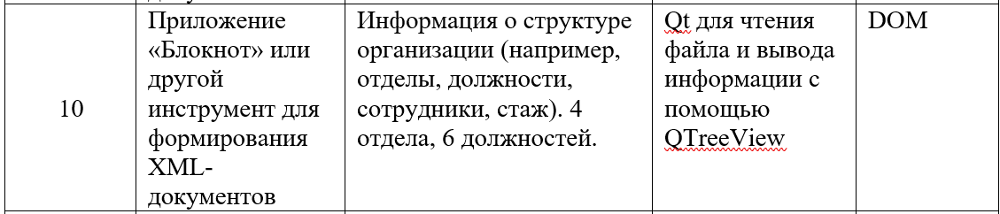 10
Приложение
«Блокнот» или
другой
инструмент для
формирования
XML-
документов
Информация о структуре
организации (например,
отделы, должности,
сотрудники, стаж). 4
отдела, 6 должностей.
Qt для чтения
файла и вывода
информации с
помощью
QTreeView
DOM